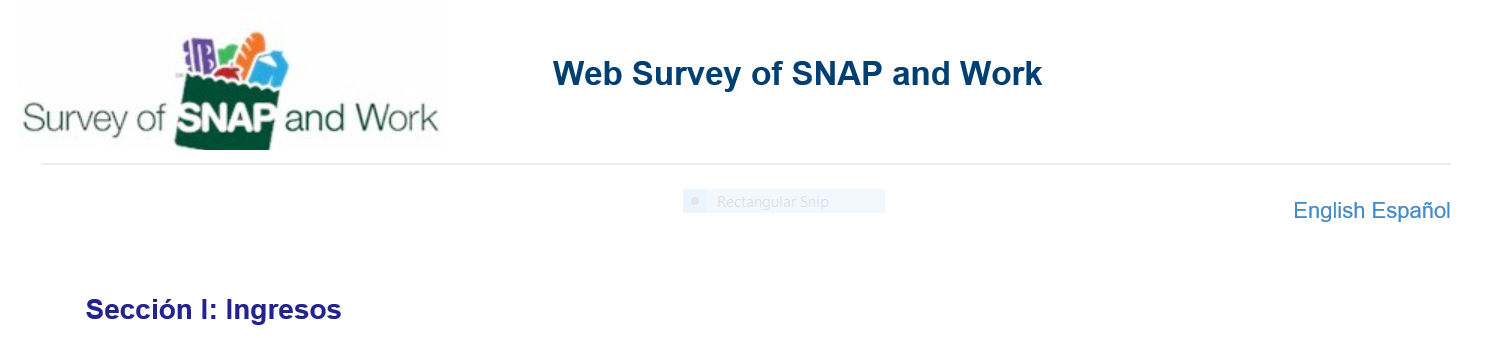 Survey of SNAP and Work
Web Survey of SNAP and Work
Rectangular Snip
English Español
Sección I: Ingresos